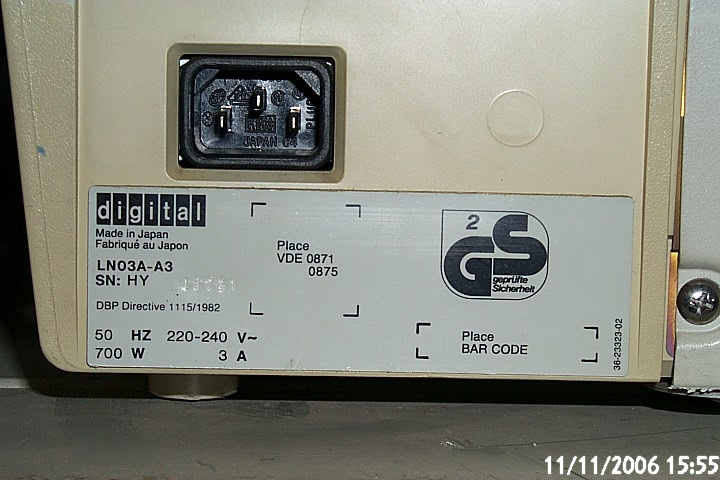 JAPAN C4
digital
Made in Japan
Fabriqué au Japon
LN03A-A3
SN: HY
DBP Directive 1115/1982
50 HZ 220-240 V~
700 W 3 A
Place
VDE 0871
0875
2
GS
geprüfte
Sicherheit
Place
BAR CODE
36-23323-02
11/11/2006 15:55